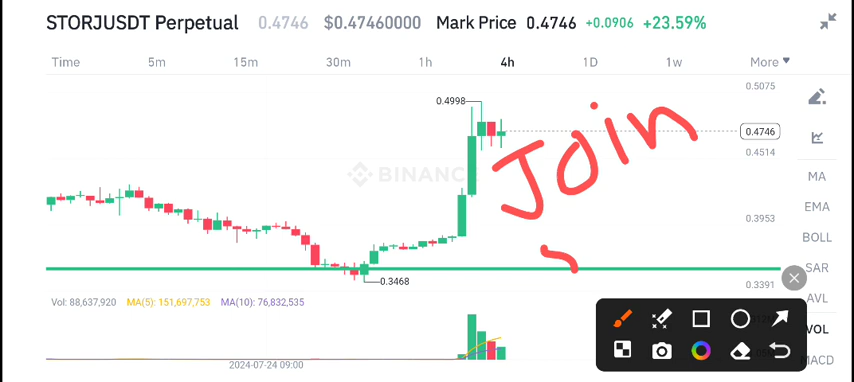 STORJUSDT Perpetual 0.4746 $0.47460000 Mark Price 0.4746 +0.0906 +23.59%
Time 5m 15m 30m 1h 4h 1D 1w More
0.5075
0.4998
0.4746
0.4514
Join
BINANC
MA
EMA
0.3953
BOLL
SAR
0.3468
0.3391
AVL
Vol: 88,637,920 MA(5): 151,697,753 MA(10): 76,832,535
VOL
MACD
2024-07-24 09:00